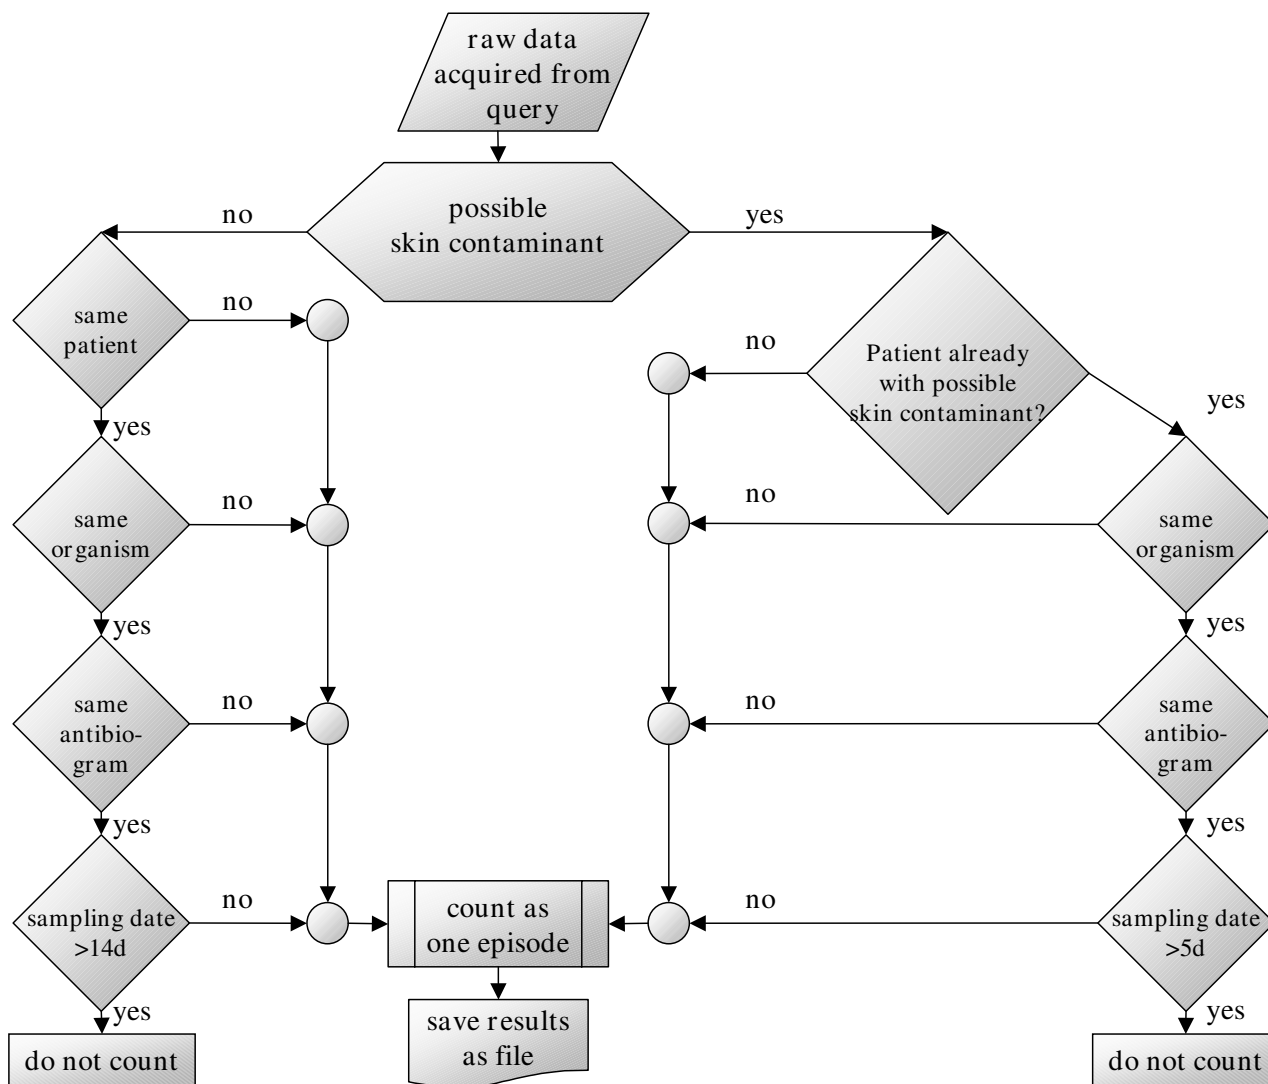 raw data
acquired from
query
possible
skin contaminant
no
yes
same
patient
no
no
Patient already
with possible
skin contaminant?
yes
yes
same
organism
no
no
same
organism
yes
yes
same
antibio-
gram
no
no
same
antibio-
gram
yes
yes
sampling date
>14d
no
count as
one episode
no
sampling date
>5d
yes
yes
do not count
save results
as file
do not count